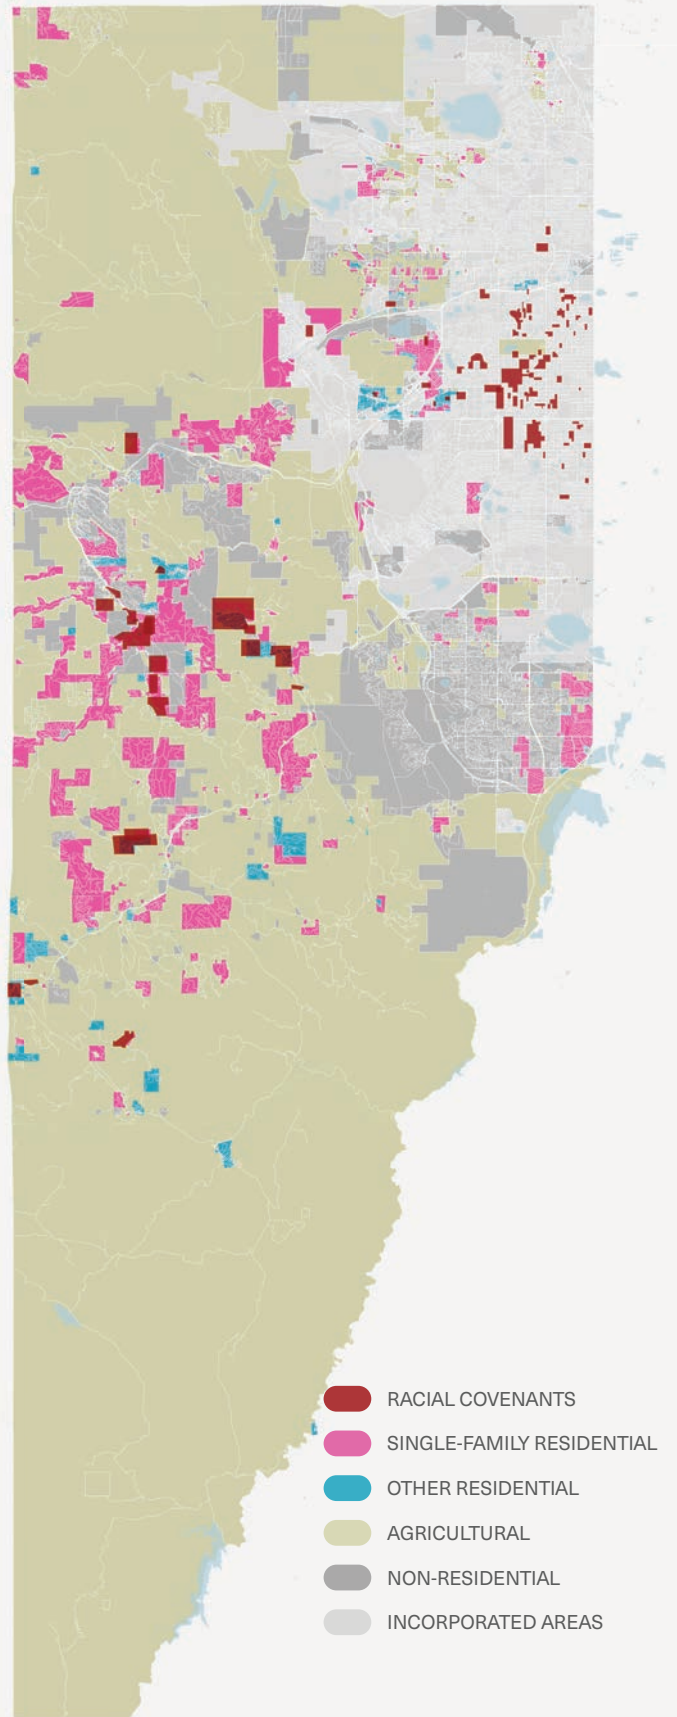 RACIAL COVENANTS
SINGLE-FAMILY RESIDENTIAL
OTHER RESIDENTIAL
AGRICULTURAL
NON-RESIDENTIAL
INCORPORATED AREAS